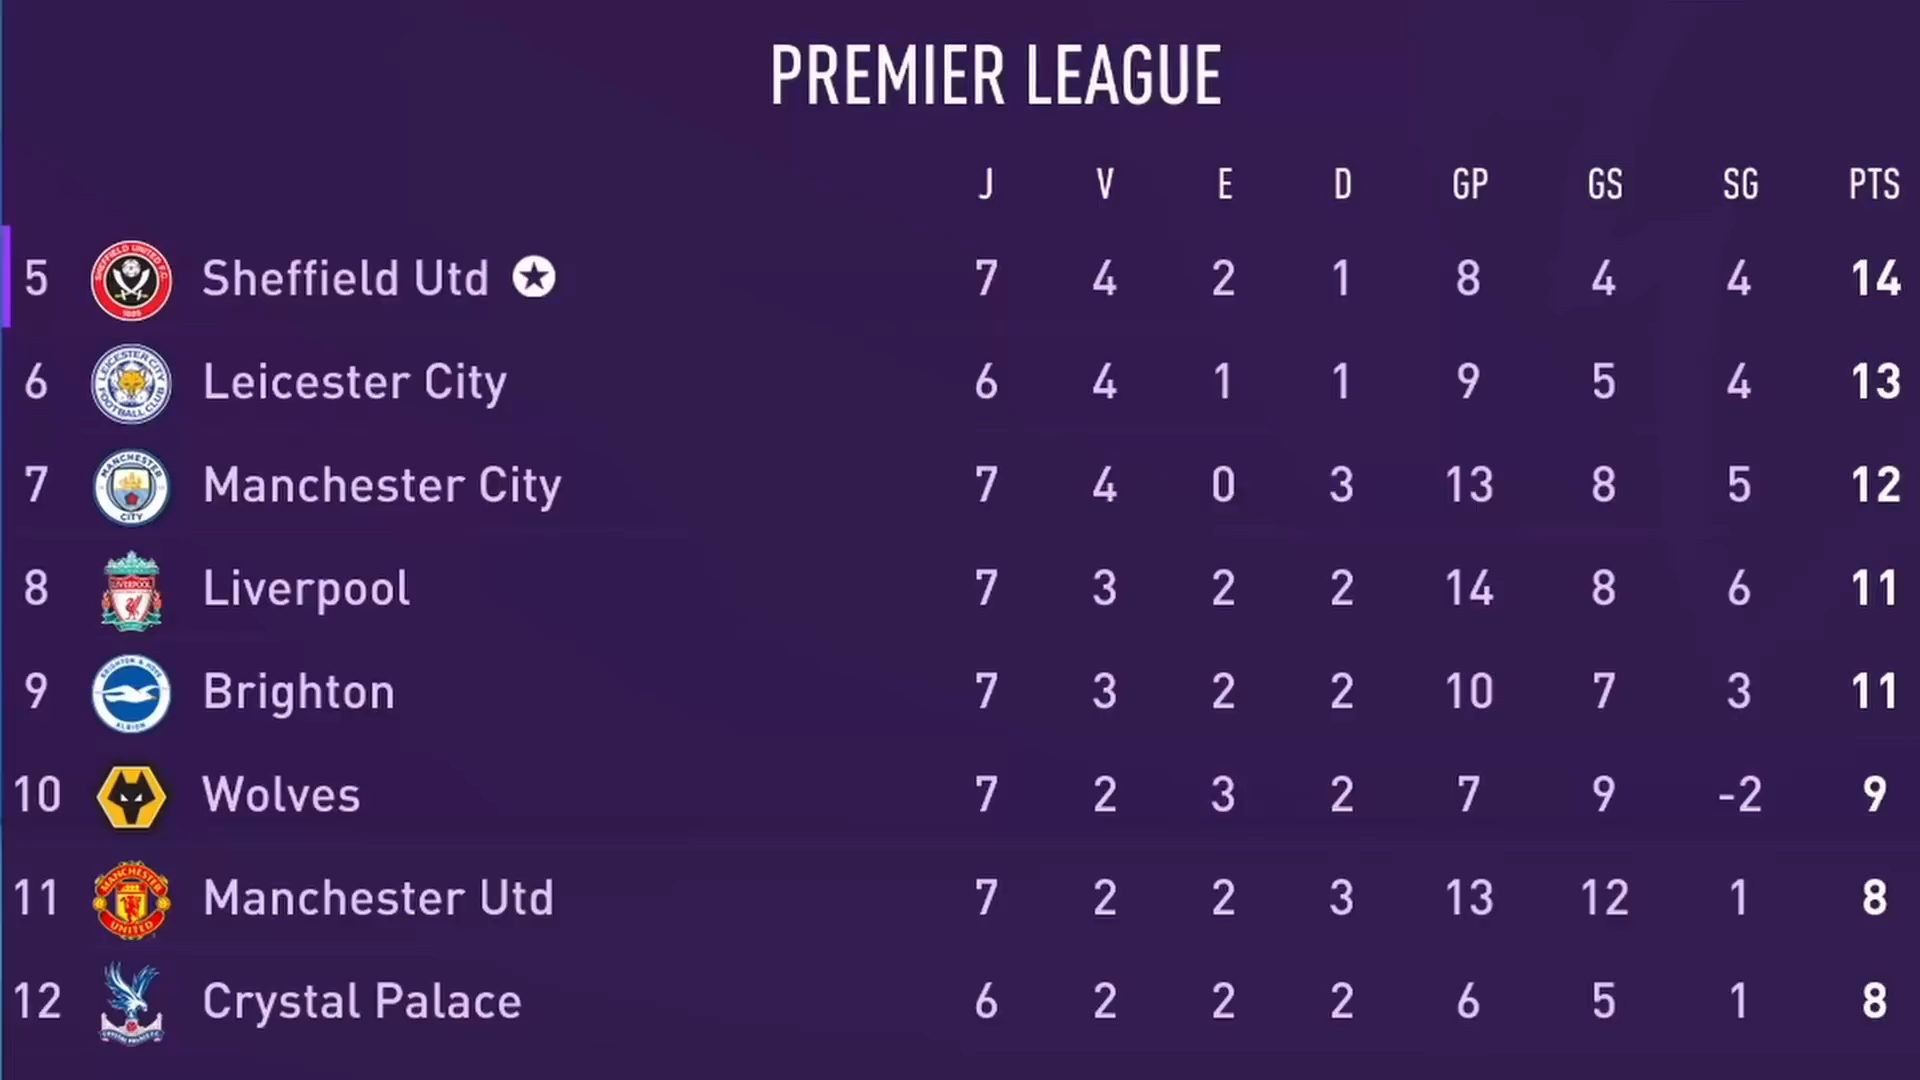 PREMIER LEAGUE
J V E D GP GS SG PTS
5 Sheffield Utd 7 4 2 1 8 4 4 14
6 Leicester City 6 4 1 1 9 5 4 13
7 Manchester City 7 4 0 3 13 8 5 12
8 Liverpool 7 3 2 2 14 8 6 11
9 Brighton 7 3 2 2 10 7 3 11
10 Wolves 7 2 3 2 7 9 -2 9
11 Manchester Utd 7 2 2 3 13 12 1 8
12 Crystal Palace 6 2 2 2 6 5 1 8